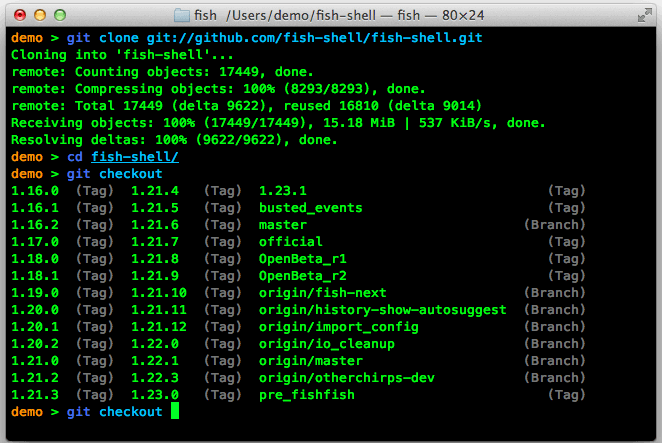 fish /Users/demo/fish-shell — fish — 80×24
demo > git clone git://github.com/fish-shell/fish-shell.git
Cloning into 'fish-shell'...
remote: Counting objects: 17449, done.
remote: Compressing objects: 100% (8293/8293), done.
remote: Total 17449 (delta 9622), reused 16810 (delta 9014)
Receiving objects: 100% (17449/17449), 15.18 MiB | 537 KiB/s, done.
Resolving deltas: 100% (9622/9622), done.
demo > cd fish-shell/
demo > git checkout
1.16.0 (Tag) 1.21.4 (Tag) 1.23.1 (Tag)
1.16.1 (Tag) 1.21.5 (Tag) busted_events (Tag)
1.16.2 (Tag) 1.21.6 (Tag) master (Branch)
1.17.0 (Tag) 1.21.7 (Tag) official (Tag)
1.18.0 (Tag) 1.21.8 (Tag) OpenBeta_r1 (Tag)
1.18.1 (Tag) 1.21.9 (Tag) OpenBeta_r2 (Tag)
1.19.0 (Tag) 1.21.10 (Tag) origin/fish-next (Branch)
1.20.0 (Tag) 1.21.11 (Tag) origin/history-show-autosuggest (Branch)
1.20.1 (Tag) 1.21.12 (Tag) origin/import_config (Branch)
1.20.2 (Tag) 1.22.0 (Tag) origin/io_cleanup (Branch)
1.21.0 (Tag) 1.22.1 (Tag) origin/master (Branch)
1.21.2 (Tag) 1.22.3 (Tag) origin/otherchirps-dev (Branch)
1.21.3 (Tag) 1.23.0 (Tag) pre_fishfish (Tag)
demo > git checkout